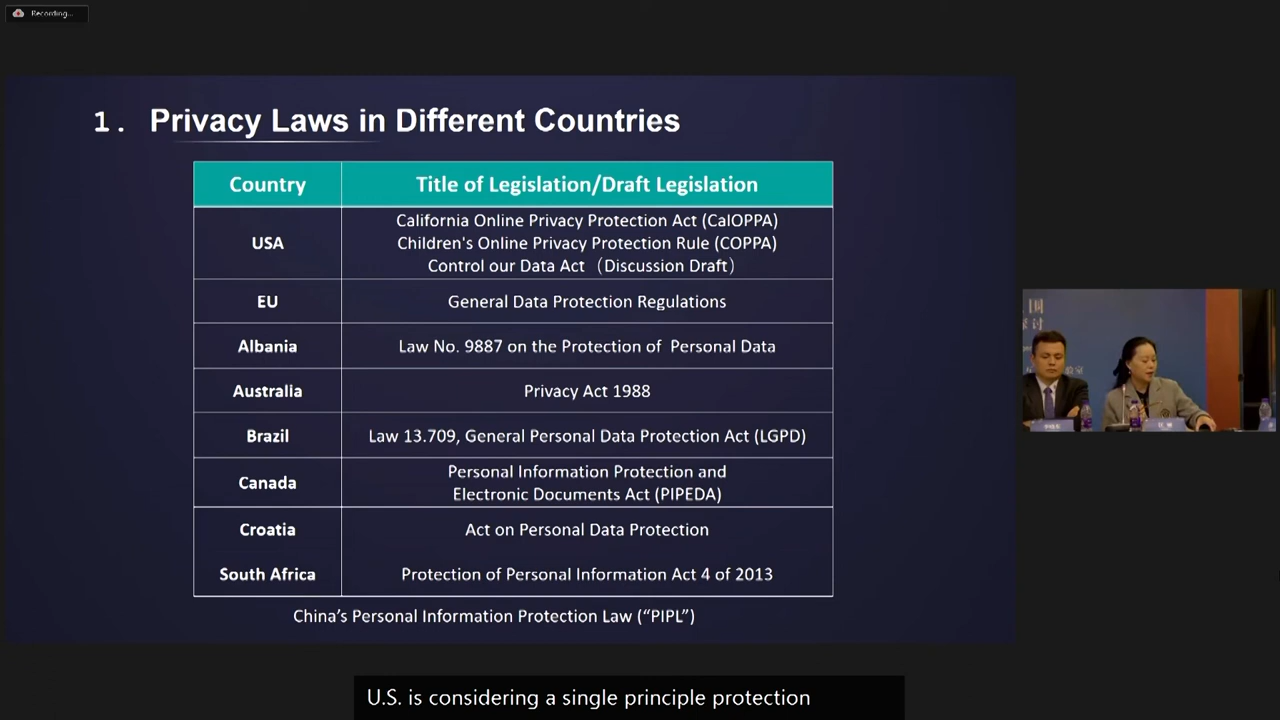 Recording...
1. Privacy Laws in Different Countries
Country
Title of Legislation/Draft Legislation
USA
California Online Privacy Protection Act (CalOPPA)
Children's Online Privacy Protection Rule (COPPA)
Control our Data Act （Discussion Draft）
EU
General Data Protection Regulations
Albania
Law No. 9887 on the Protection of Personal Data
Australia
Privacy Act 1988
Brazil
Law 13.709, General Personal Data Protection Act (LGPD)
Canada
Personal Information Protection and
Electronic Documents Act (PIPEDA)
Croatia
Act on Personal Data Protection
South Africa
Protection of Personal Information Act 4 of 2013
China’s Personal Information Protection Law (“PIPL”)
U.S. is considering a single principle protection